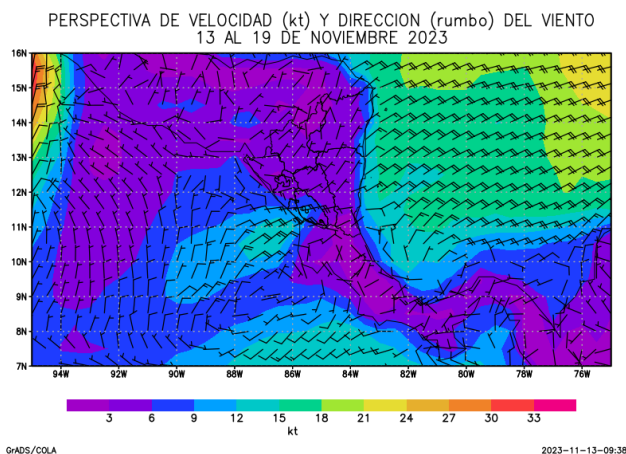 PERSPECTIVA DE VELOCIDAD (kt) Y DIRECCION (rumbo) DEL VIENTO
13 AL 19 DE NOVIEMBRE 2023
16N
15N
14N
13N
12N
11N
10N
9N
8N
7N
94W 92W 90W 88W 86W 84W 82W 80W 78W 76W
3 6 9 12 15 18 21 24 27 30 33
kt
GrADS/COLA 2023-11-13-09:38